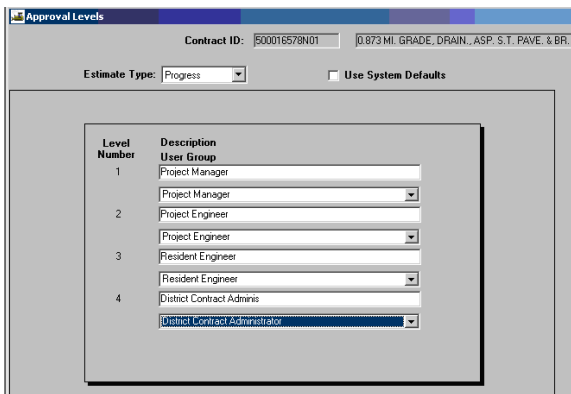 Approval Levels
Contract ID: 500016578N01 0.873 MI. GRADE, DRAIN., ASP. S.T. PAVE. & BR.
Estimate Type: Progress Use System Defaults
Level Number Description User Group
1 Project Manager
Project Manager
2 Project Engineer
Project Engineer
3 Resident Engineer
Resident Engineer
4 District Contract Adminis
District Contract Administrator